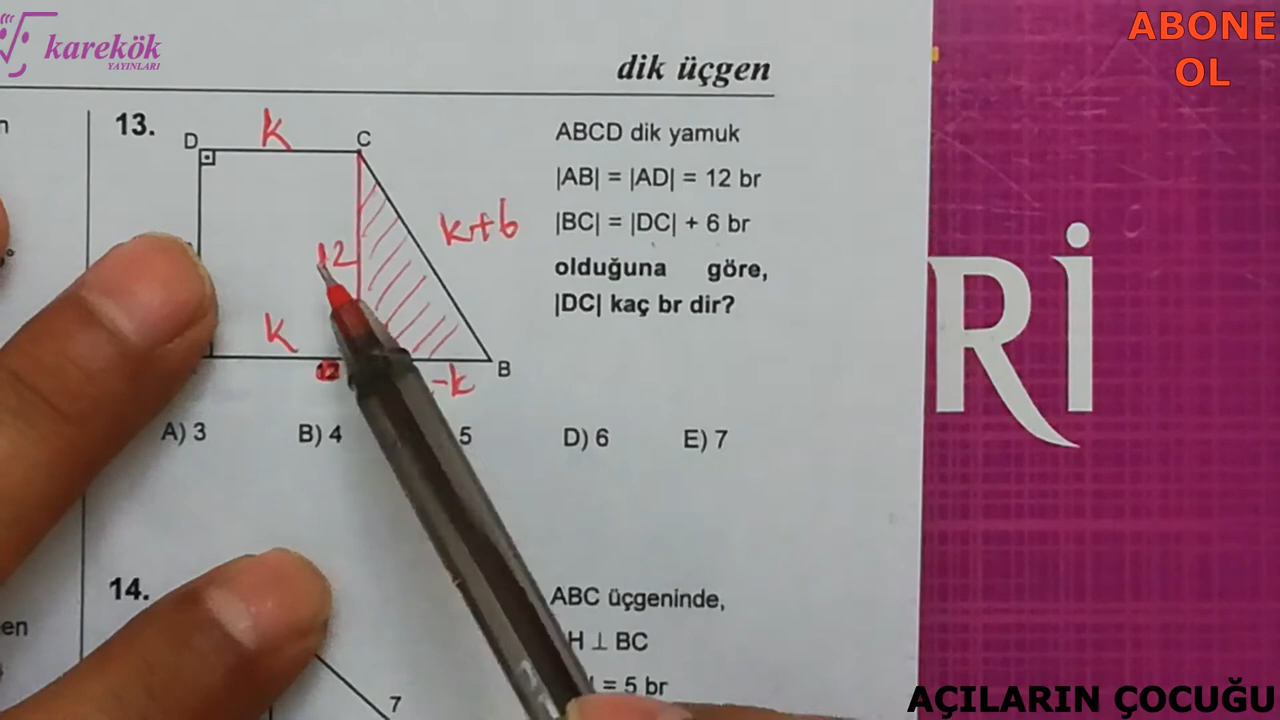 karekök
YAYINLARI
ABONE
OL
dik üçgen
13.
D
k
C
ABCD dik yamuk
|AB| = |AD| = 12 br
|BC| = |DC| + 6 br
olduğuna göre,
|DC| kaç br dir?
k+6
12
k
12
-k
B
A) 3
B) 4
5
D) 6
E) 7
14.
ABC üçgeninde,
H ⊥ BC
= 5 br
7
en
n
Rİ
AÇILARIN ÇOCUĞU